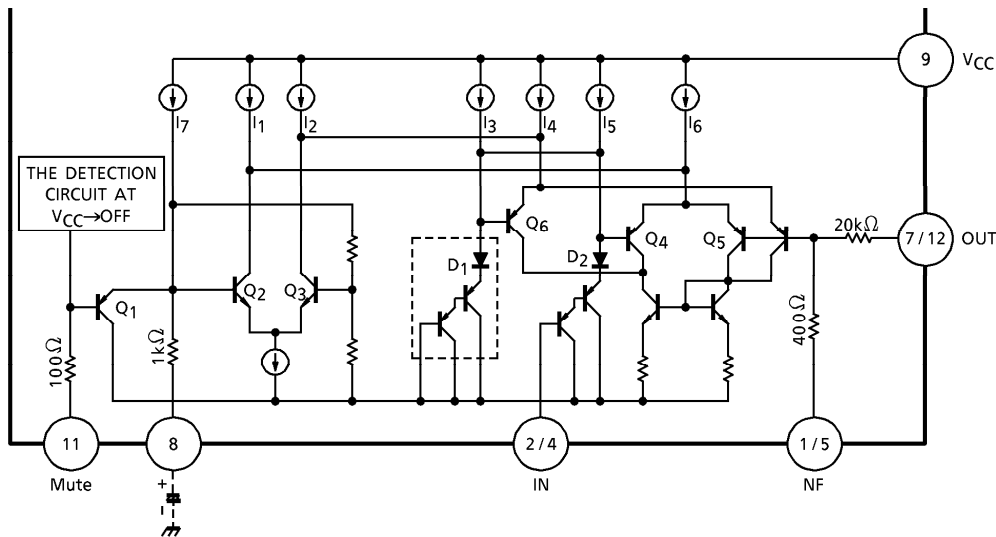 9
VCC
I7
I1
I2
I3
I4
I5
I6
THE DETECTION
CIRCUIT AT
VCC→OFF
Q6
Q4
Q5
20kΩ
7 / 12
OUT
D1
D2
Q1
Q2
Q3
100Ω
1kΩ
400Ω
11
8
2 / 4
1 / 5
Mute
+
IN
NF